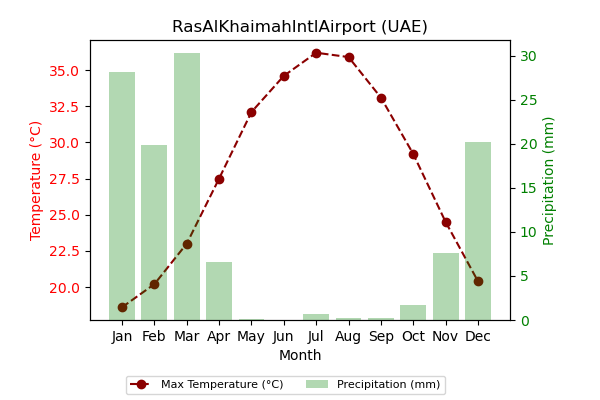 RasAlKhaimahIntlAirport (UAE)
35.0
32.5
30.0
27.5
25.0
22.5
20.0
Temperature (°C)
30
25
20
15
10
5
0
Precipitation (mm)
Jan Feb Mar Apr May Jun Jul Aug Sep Oct Nov Dec
Month
Max Temperature (°C) Precipitation (mm)